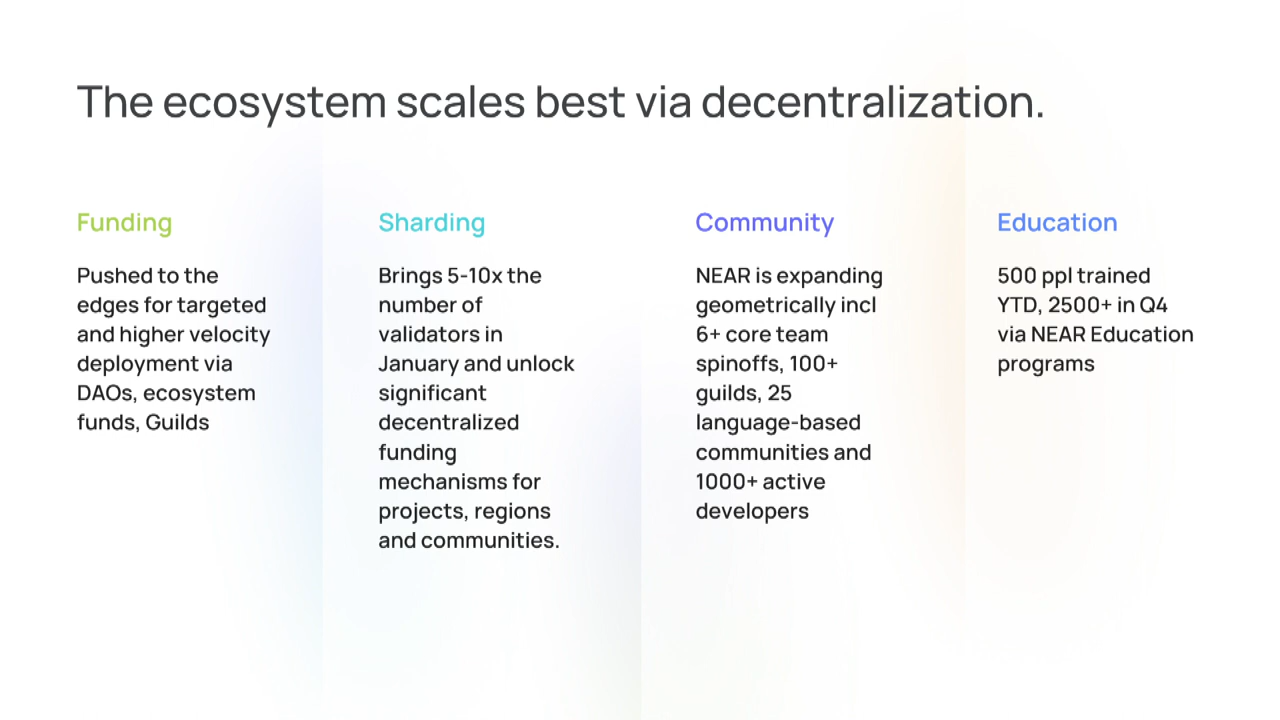 The ecosystem scales best via decentralization.
Funding
Pushed to the
edges for targeted
and higher velocity
deployment via
DAOs, ecosystem
funds, Guilds
Sharding
Brings 5-10x the
number of
validators in
January and unlock
significant
decentralized
funding
mechanisms for
projects, regions
and communities.
Community
NEAR is expanding
geometrically incl
6+ core team
spinoffs, 100+
guilds, 25
language-based
communities and
1000+ active
developers
Education
500 ppl trained
YTD, 2500+ in Q4
via NEAR Education
programs